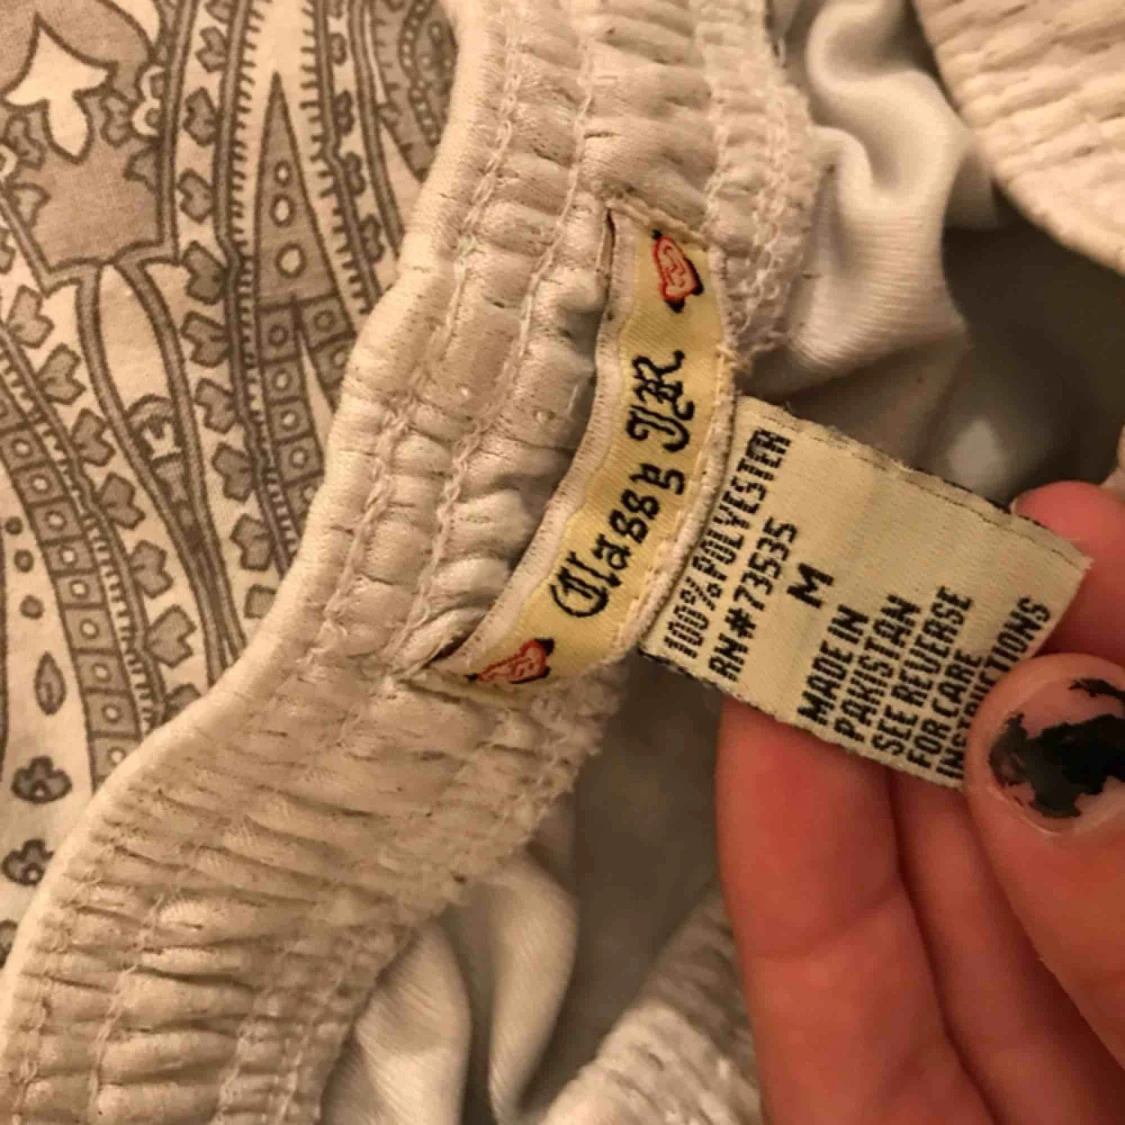 Classy JR
100% POLYESTER
RN#73535
M
MADE IN
PAKISTAN
SEE REVERSE
FOR CARE
INSTRUCTIONS